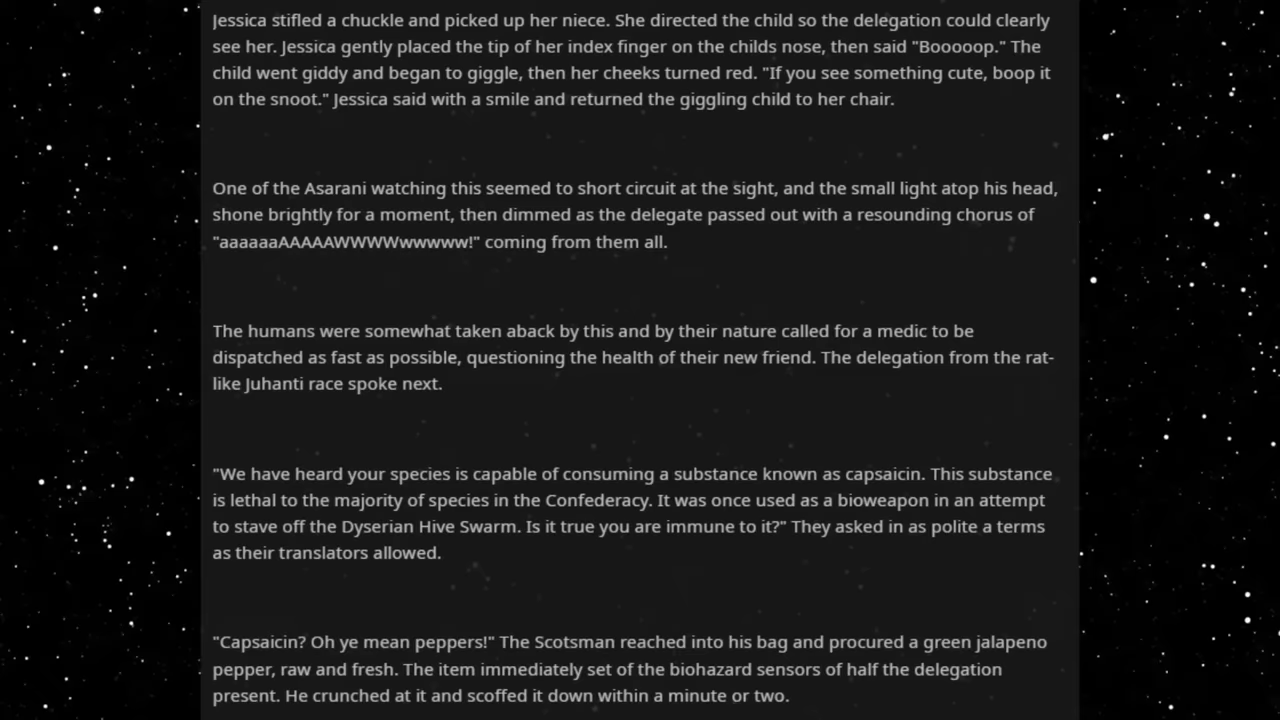 Jessica stifled a chuckle and picked up her niece. She directed the child so the delegation could clearly
see her. Jessica gently placed the tip of her index finger on the childs nose, then said "Booooop." The
child went giddy and began to giggle, then her cheeks turned red. "If you see something cute, boop it
on the snoot." Jessica said with a smile and returned the giggling child to her chair.
One of the Asarani watching this seemed to short circuit at the sight, and the small light atop his head,
shone brightly for a moment, then dimmed as the delegate passed out with a resounding chorus of
"aaaaaaAAAAAWWWWwwwww!" coming from them all.
The humans were somewhat taken aback by this and by their nature called for a medic to be
dispatched as fast as possible, questioning the health of their new friend. The delegation from the rat-
like Juhanti race spoke next.
"We have heard your species is capable of consuming a substance known as capsaicin. This substance
is lethal to the majority of species in the Confederacy. It was once used as a bioweapon in an attempt
to stave off the Dyserian Hive Swarm. Is it true you are immune to it?" They asked in as polite a terms
as their translators allowed.
"Capsaicin? Oh ye mean peppers!" The Scotsman reached into his bag and procured a green jalapeno
pepper, raw and fresh. The item immediately set of the biohazard sensors of half the delegation
present. He crunched at it and scoffed it down within a minute or two.